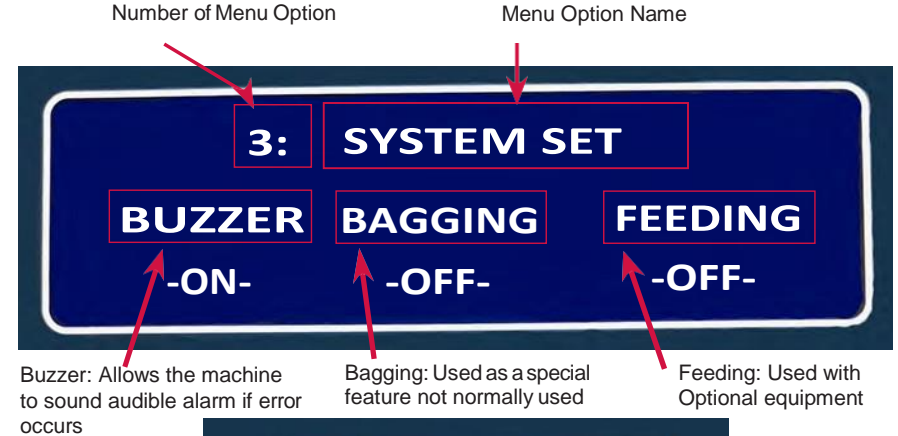 Number of Menu Option
Menu Option Name
3: SYSTEM SET
BUZZER BAGGING FEEDING
-ON- -OFF- -OFF-
Buzzer: Allows the machine
to sound audible alarm if error
occurs
Bagging: Used as a special
feature not normally used
Feeding: Used with
Optional equipment